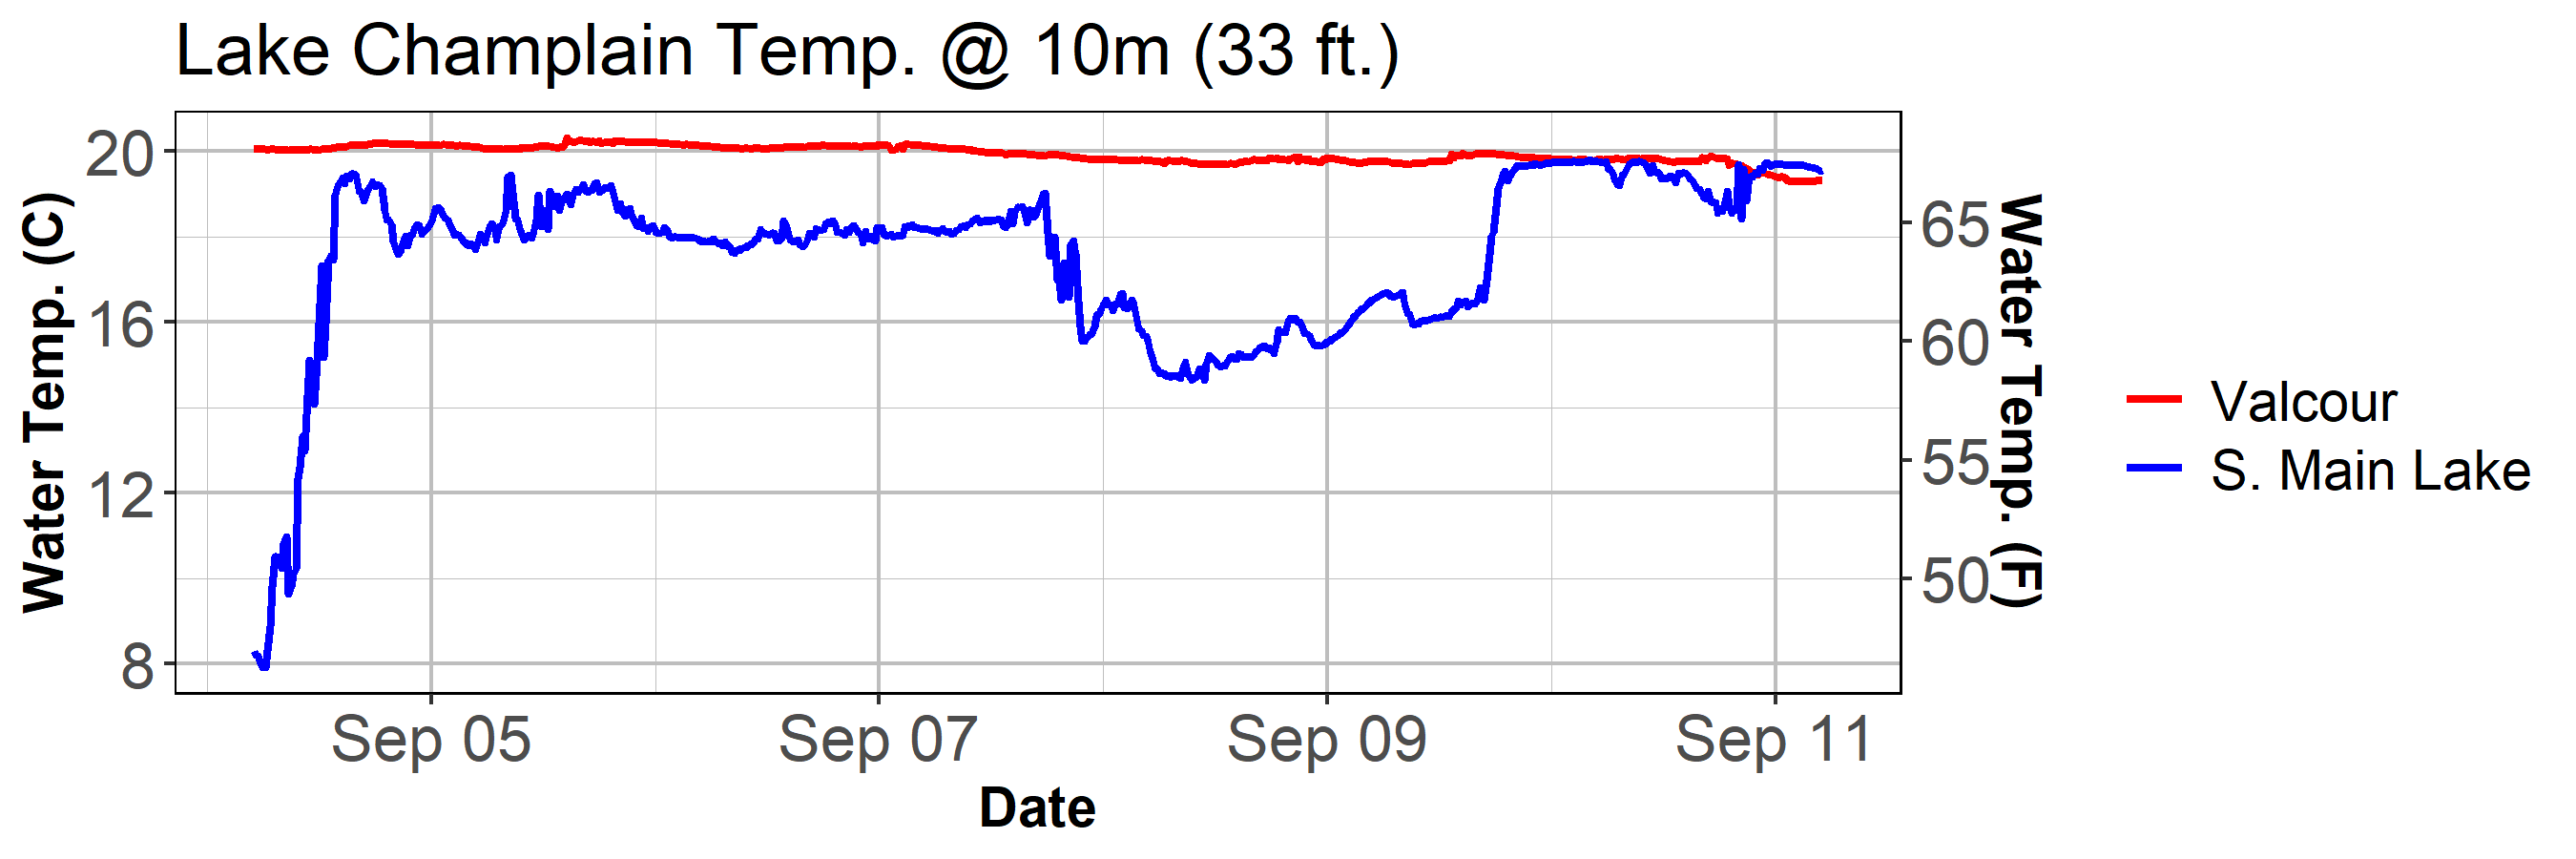 Lake Champlain Temp. @ 10m (33 ft.)
Water Temp. (C)
20
16
12
8
65
60
55
50
Water Temp. (F)
Sep 05
Sep 07
Sep 09
Sep 11
Date
Valcour
S. Main Lake